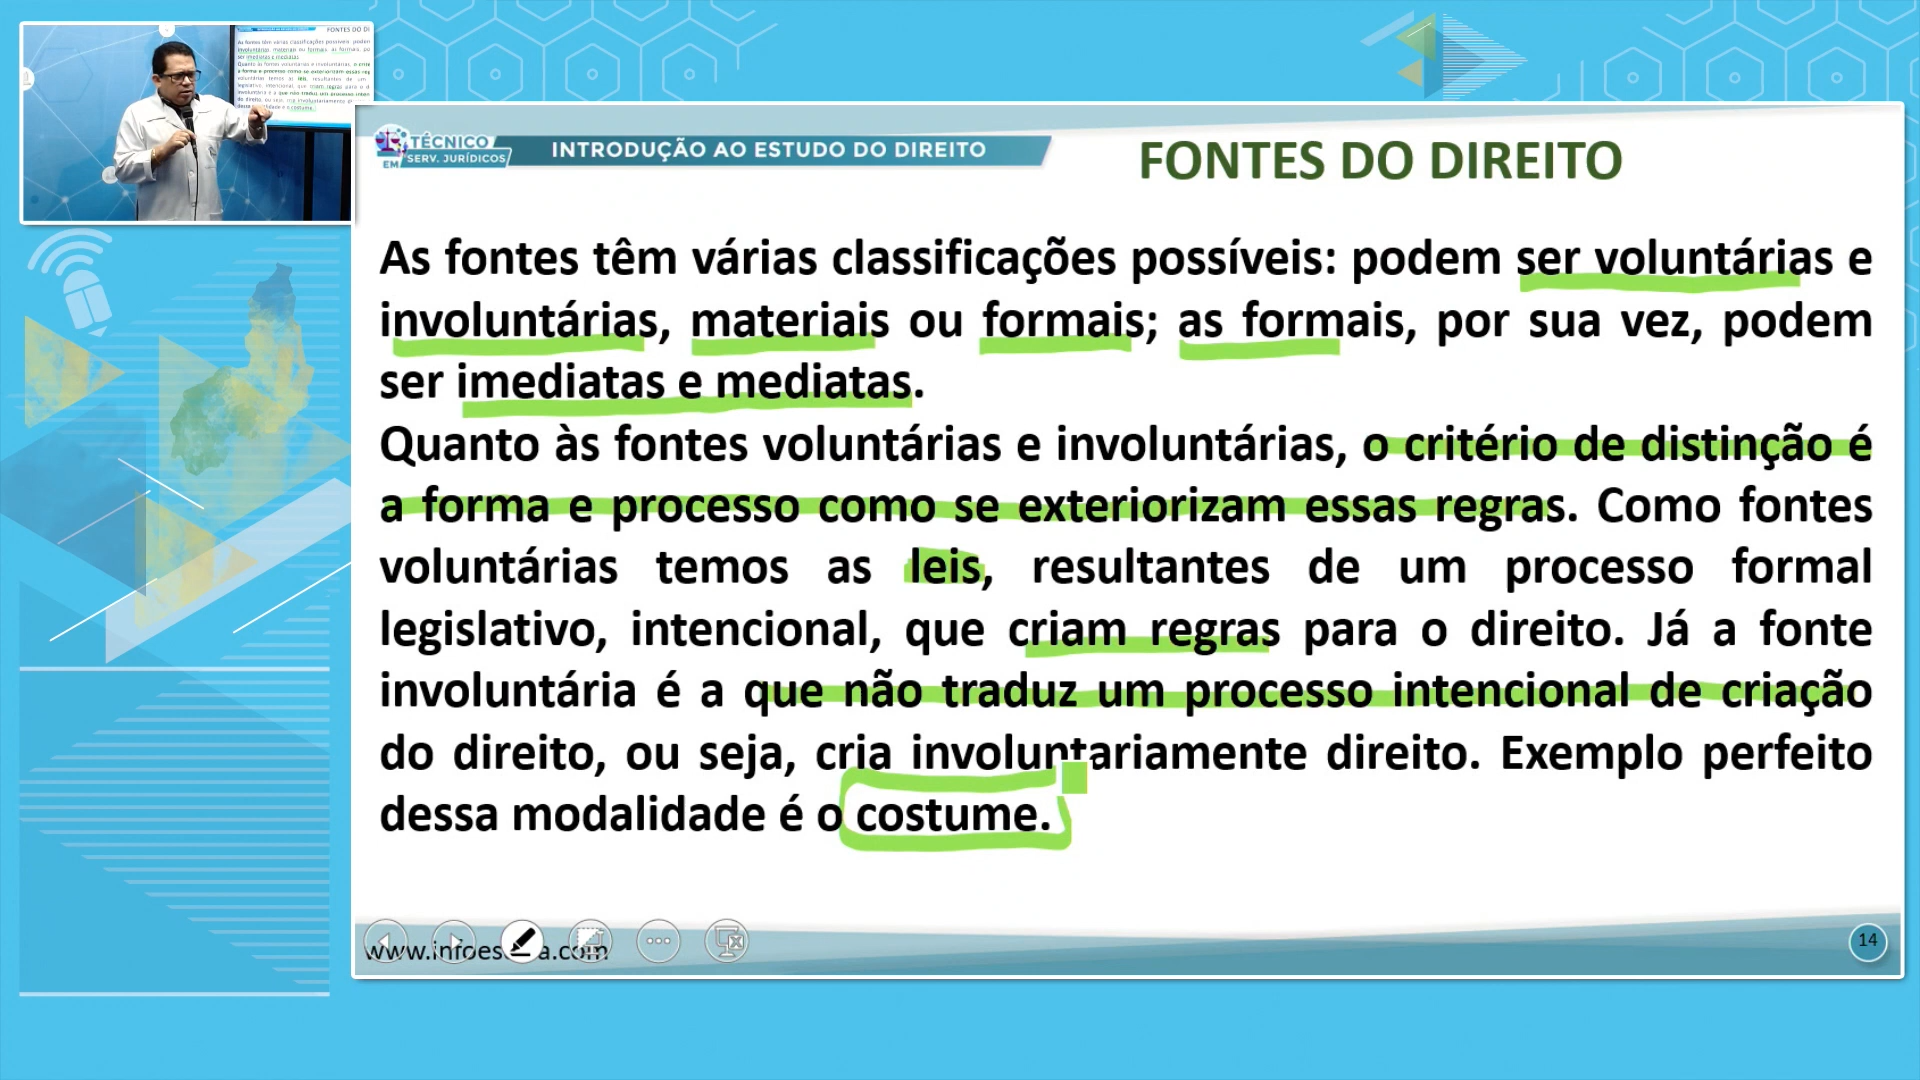 TÉCNICO
EM SERV. JURÍDICOS
INTRODUÇÃO AO ESTUDO DO DIREITO
FONTES DO DIREITO
As fontes têm várias classificações possíveis: podem ser voluntárias e
involuntárias, materiais ou formais; as formais, por sua vez, podem
ser imediatas e mediatas.
Quanto às fontes voluntárias e involuntárias, o critério de distinção é
a forma e processo como se exteriorizam essas regras. Como fontes
voluntárias temos as leis, resultantes de um processo formal
legislativo, intencional, que criam regras para o direito. Já a fonte
involuntária é a que não traduz um processo intencional de criação
do direito, ou seja, cria involuntariamente direito. Exemplo perfeito
dessa modalidade é o costume.
14